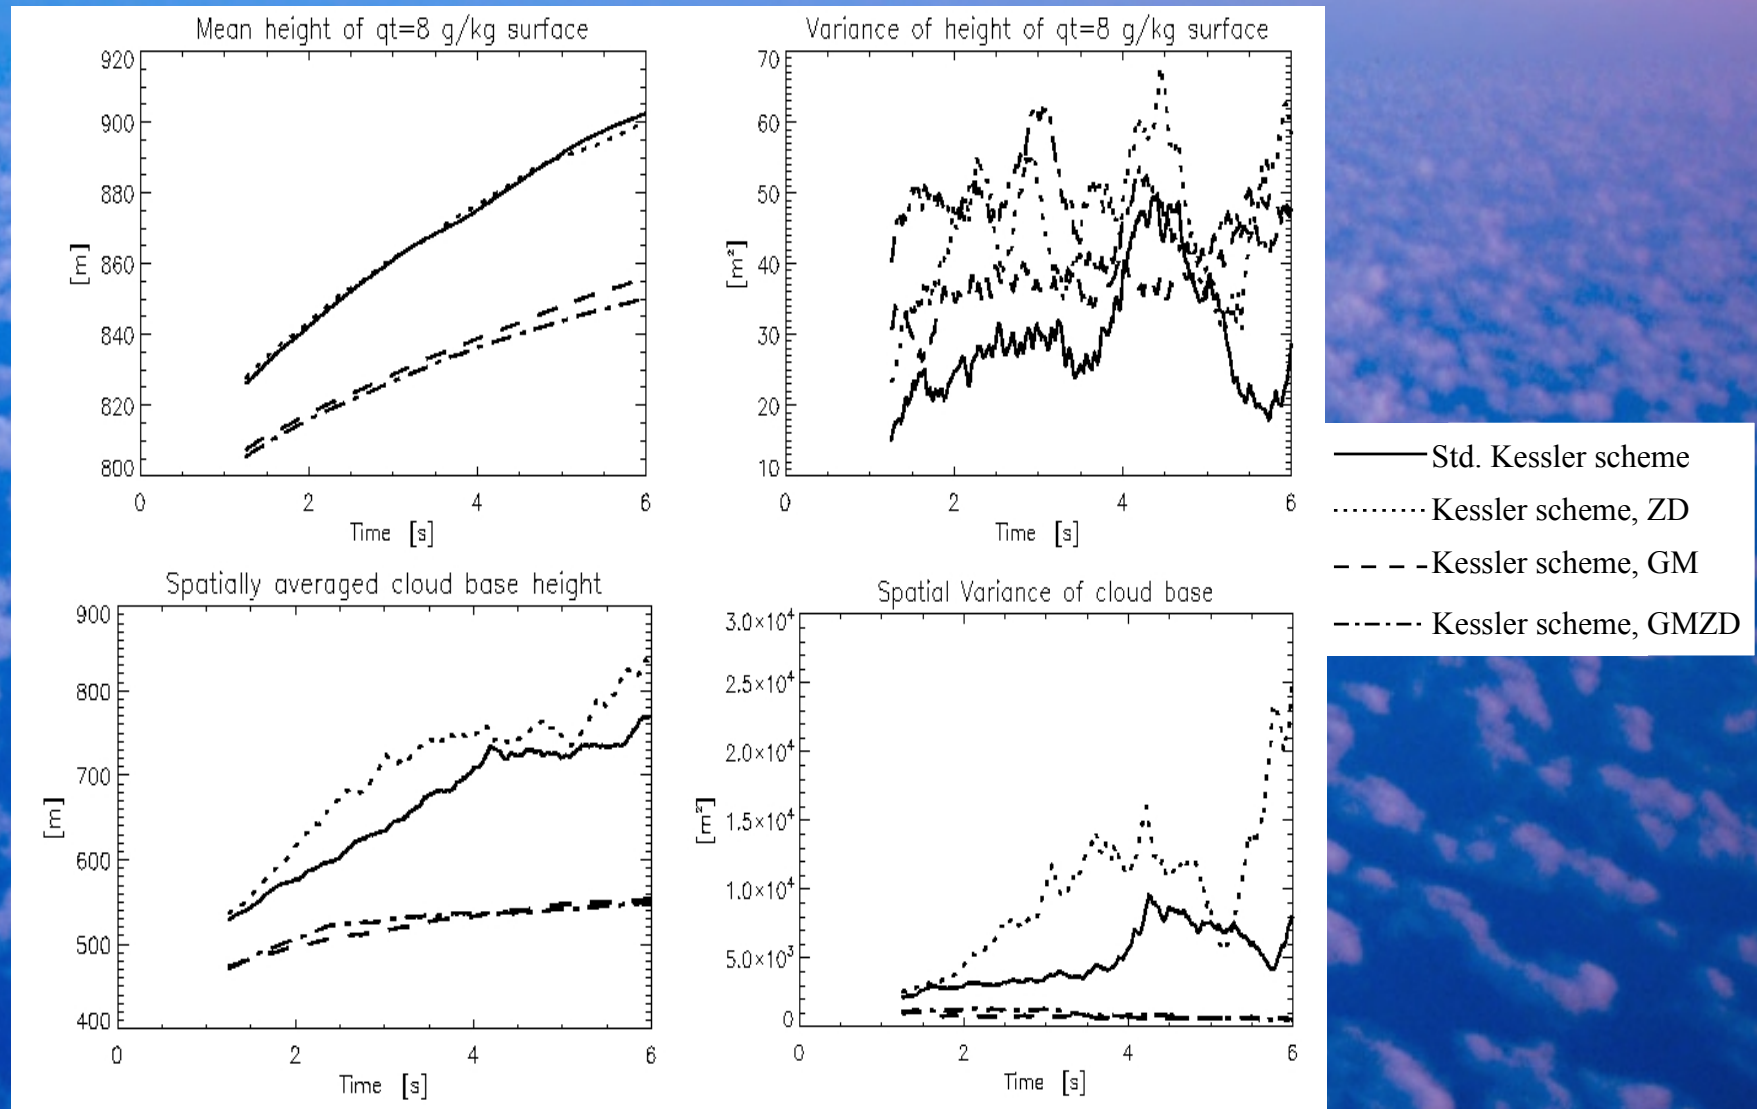 Mean height of qt=8 g/kg surface
920
900
880
860
840
820
800
[m]
0 2 4 6
Time [s]
Variance of height of qt=8 g/kg surface
70
60
50
40
30
20
10
[m²]
0 2 4 6
Time [s]
Std. Kessler scheme
Kessler scheme, ZD
Kessler scheme, GM
Kessler scheme, GMZD
Spatially averaged cloud base height
900
800
700
600
500
400
[m]
0 2 4 6
Time [s]
Spatial Variance of cloud base
3.0×10⁴
2.5×10⁴
2.0×10⁴
1.5×10⁴
1.0×10⁴
5.0×10³
0
[m²]
0 2 4 6
Time [s]